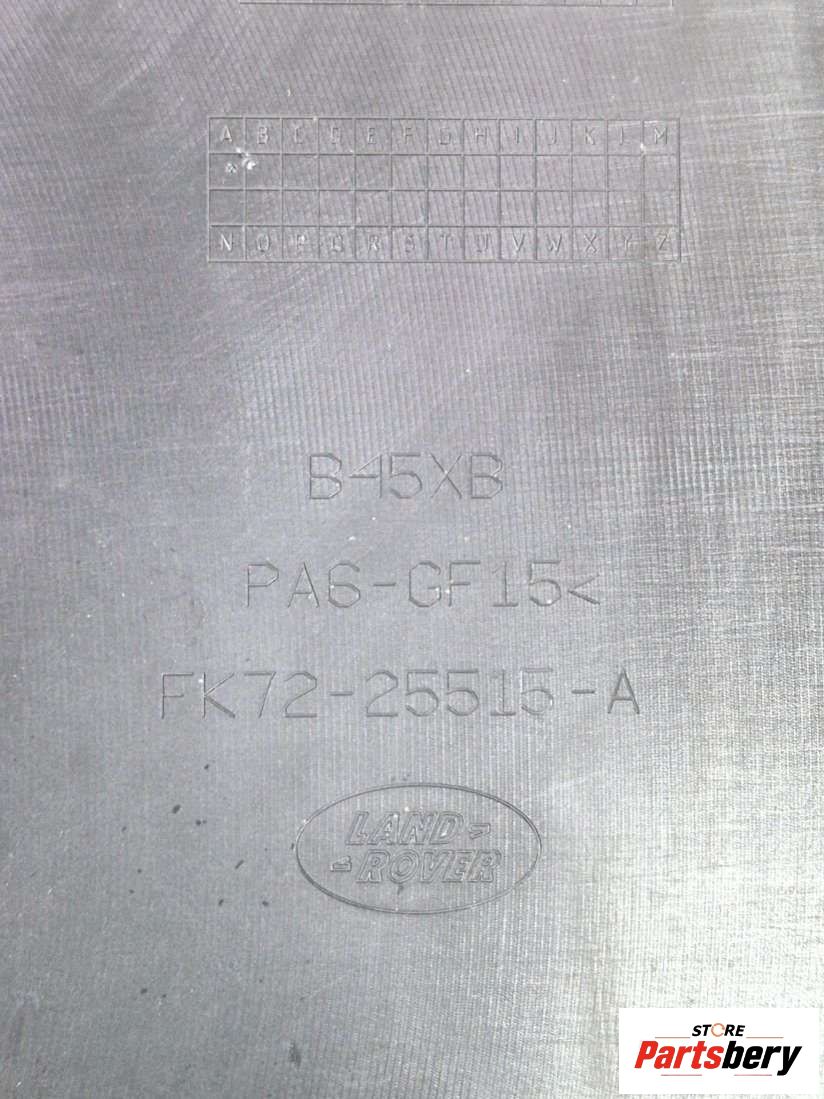 A B C D E F G H I J K L M
N O P Q R S T U V W X Y Z
B45XB
PA6-GF15<
FK72-25515-A
LAND
-ROVER
STORE
Partsbery